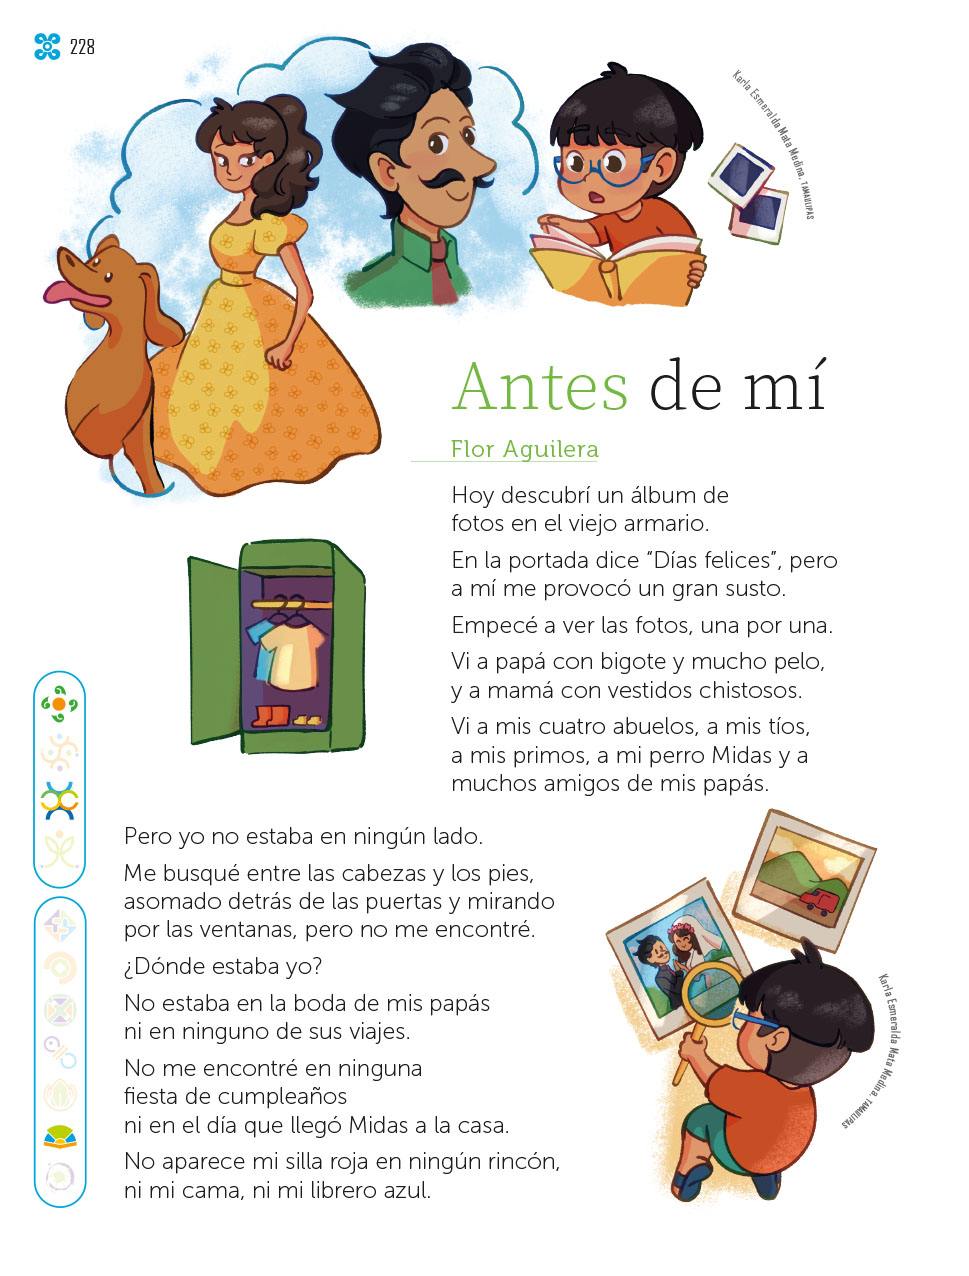 228
Karla Esmeralda Mata Medina, TAMAULIPAS
Antes de mí
Flor Aguilera
Hoy descubrí un álbum de
fotos en el viejo armario.
En la portada dice “Días felices”, pero
a mí me provocó un gran susto.
Empecé a ver las fotos, una por una.
Vi a papá con bigote y mucho pelo,
y a mamá con vestidos chistosos.
Vi a mis cuatro abuelos, a mis tíos,
a mis primos, a mi perro Midas y a
muchos amigos de mis papás.
Pero yo no estaba en ningún lado.
Me busqué entre las cabezas y los pies,
asomado detrás de las puertas y mirando
por las ventanas, pero no me encontré.
¿Dónde estaba yo?
No estaba en la boda de mis papás
ni en ninguno de sus viajes.
No me encontré en ninguna
fiesta de cumpleaños
ni en el día que llegó Midas a la casa.
No aparece mi silla roja en ningún rincón,
ni mi cama, ni mi librero azul.
Karla Esmeralda Mata Medina, TAMAULIPAS